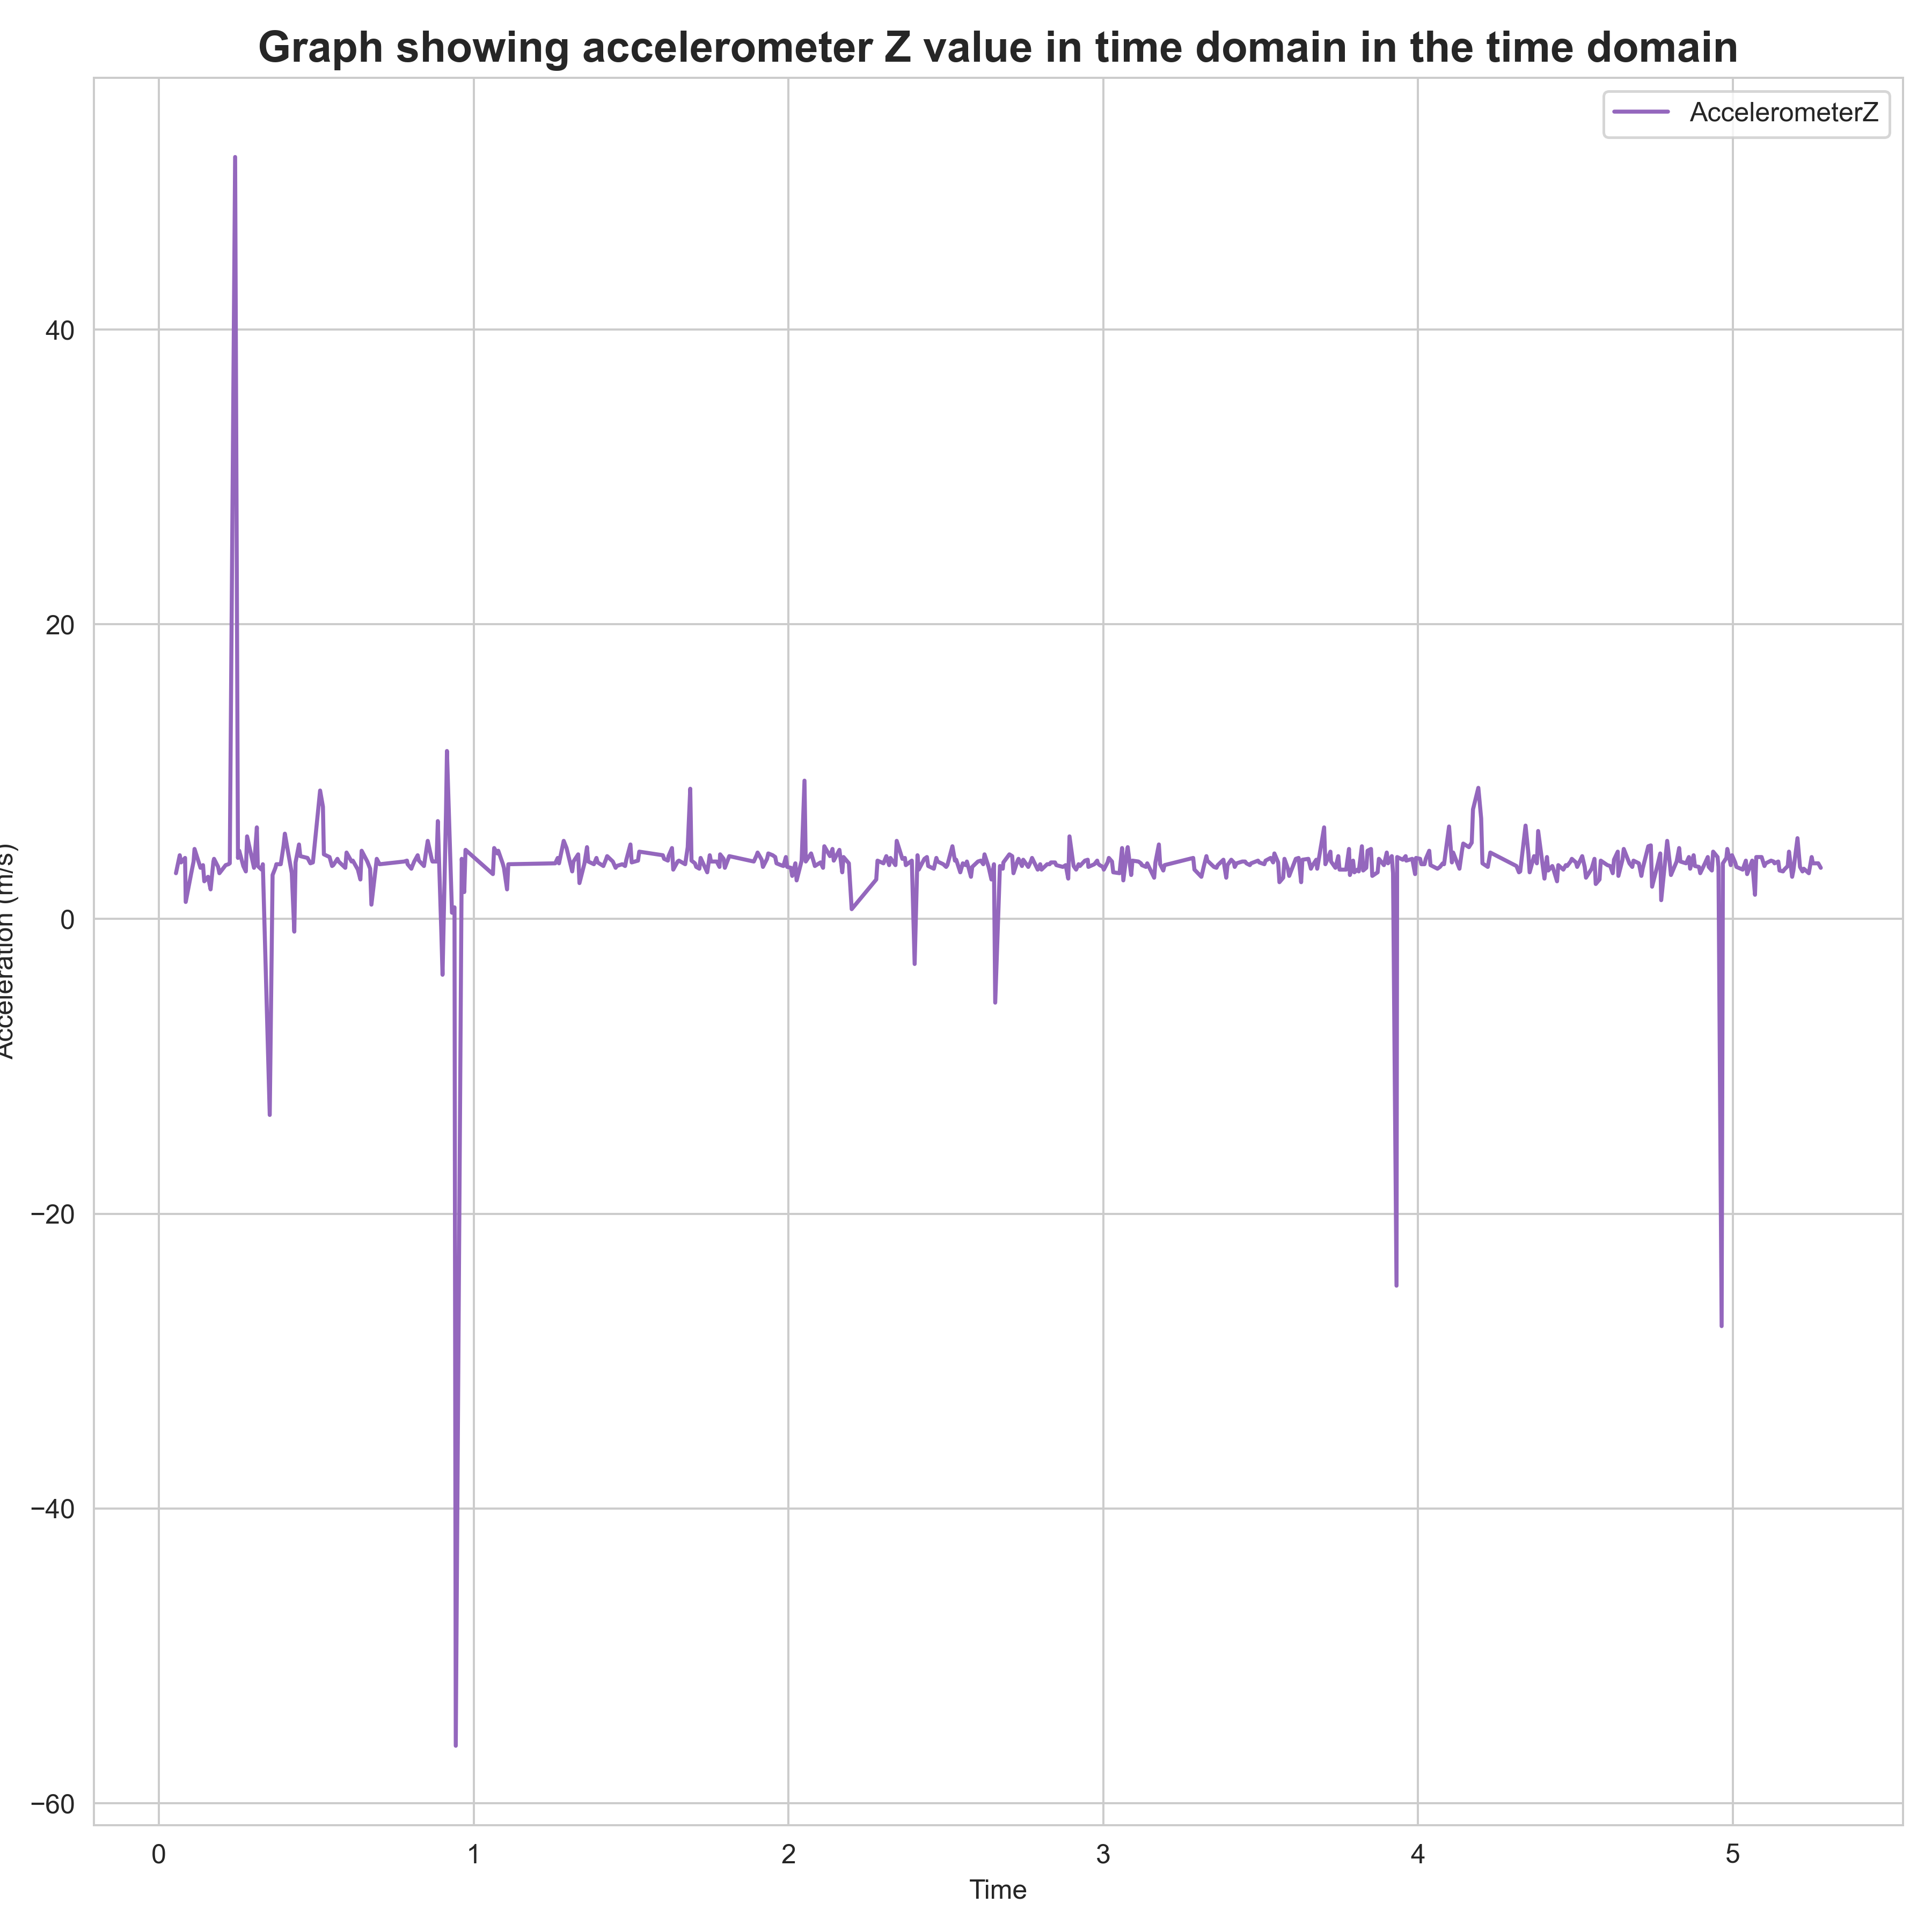 Graph showing accelerometer Z value in time domain in the time domain
AccelerometerZ
40
20
0
−20
−40
−60
Acceleration (m/s)
0 1 2 3 4 5
Time